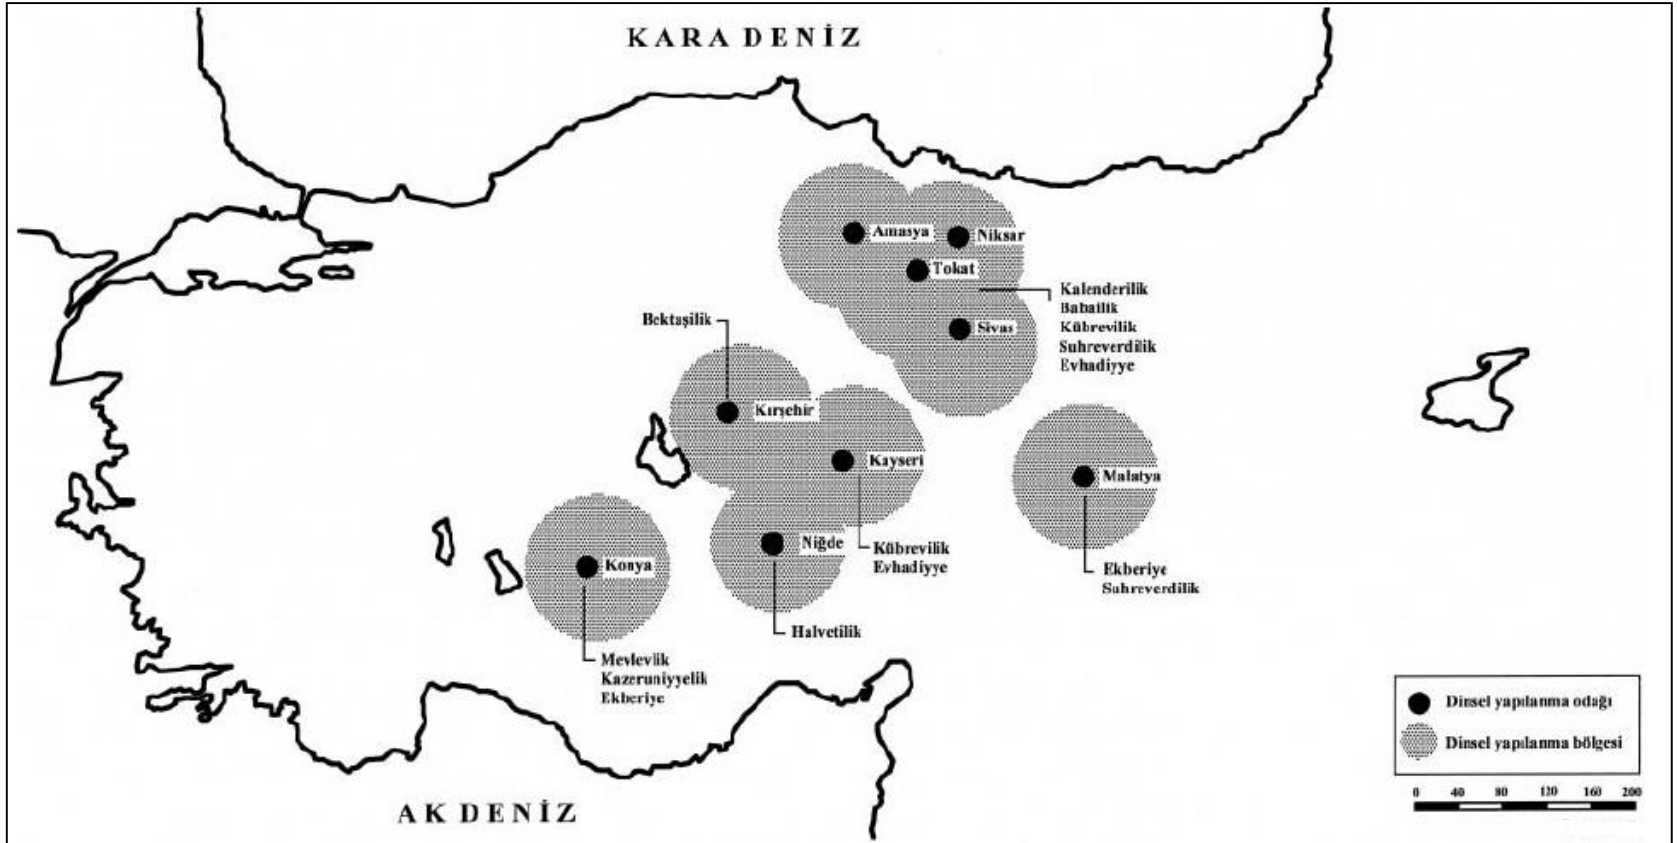 KARA DENİZ
Amasya
Niksar
Tokat
Kalenderilik
Babailik
Kübrevilik
Suhreverdilik
Evhadiyye
Sivas
Bektaşilik
Kırşehir
Kayseri
Malatya
Niğde
Kübrevilik
Evhadiyye
Konya
Ekberiye
Suhreverdilik
Halvetilik
Mevlevlik
Kazeruniyyelik
Ekberiye
Dinsel yapılanma odağı
Dinsel yapılanma bölgesi
0 40 80 120 160 200
AK DENİZ